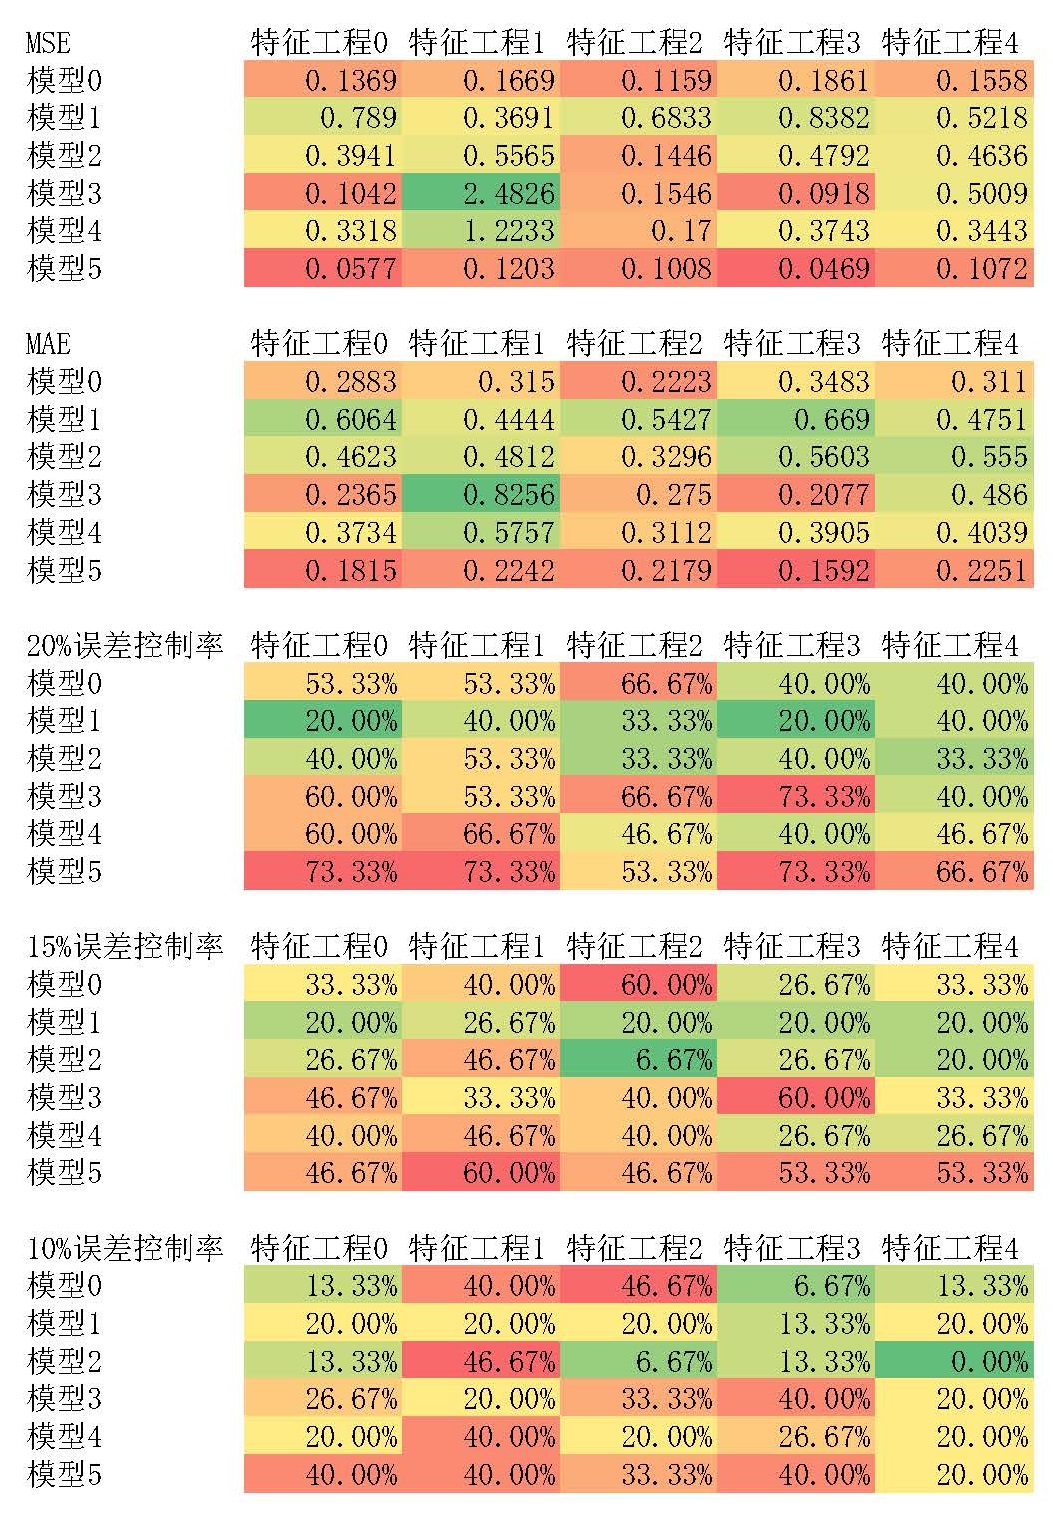 MSE 特征工程0 特征工程1 特征工程2 特征工程3 特征工程4
模型0 0.1369 0.1669 0.1159 0.1861 0.1558
模型1 0.789 0.3691 0.6833 0.8382 0.5218
模型2 0.3941 0.5565 0.1446 0.4792 0.4636
模型3 0.1042 2.4826 0.1546 0.0918 0.5009
模型4 0.3318 1.2233 0.17 0.3743 0.3443
模型5 0.0577 0.1203 0.1008 0.0469 0.1072
MAE 特征工程0 特征工程1 特征工程2 特征工程3 特征工程4
模型0 0.2883 0.315 0.2223 0.3483 0.311
模型1 0.6064 0.4444 0.5427 0.669 0.4751
模型2 0.4623 0.4812 0.3296 0.5603 0.555
模型3 0.2365 0.8256 0.275 0.2077 0.486
模型4 0.3734 0.5757 0.3112 0.3905 0.4039
模型5 0.1815 0.2242 0.2179 0.1592 0.2251
20%误差控制率 特征工程0 特征工程1 特征工程2 特征工程3 特征工程4
模型0 53.33% 53.33% 66.67% 40.00% 40.00%
模型1 20.00% 40.00% 33.33% 20.00% 40.00%
模型2 40.00% 53.33% 33.33% 40.00% 33.33%
模型3 60.00% 53.33% 66.67% 73.33% 40.00%
模型4 60.00% 66.67% 46.67% 40.00% 46.67%
模型5 73.33% 73.33% 53.33% 73.33% 66.67%
15%误差控制率 特征工程0 特征工程1 特征工程2 特征工程3 特征工程4
模型0 33.33% 40.00% 60.00% 26.67% 33.33%
模型1 20.00% 26.67% 20.00% 20.00% 20.00%
模型2 26.67% 46.67% 6.67% 26.67% 20.00%
模型3 46.67% 33.33% 40.00% 60.00% 33.33%
模型4 40.00% 46.67% 40.00% 26.67% 26.67%
模型5 46.67% 60.00% 46.67% 53.33% 53.33%
10%误差控制率 特征工程0 特征工程1 特征工程2 特征工程3 特征工程4
模型0 13.33% 40.00% 46.67% 6.67% 13.33%
模型1 20.00% 20.00% 20.00% 13.33% 20.00%
模型2 13.33% 46.67% 6.67% 13.33% 0.00%
模型3 26.67% 20.00% 33.33% 40.00% 20.00%
模型4 20.00% 40.00% 20.00% 26.67% 20.00%
模型5 40.00% 40.00% 33.33% 40.00% 20.00%